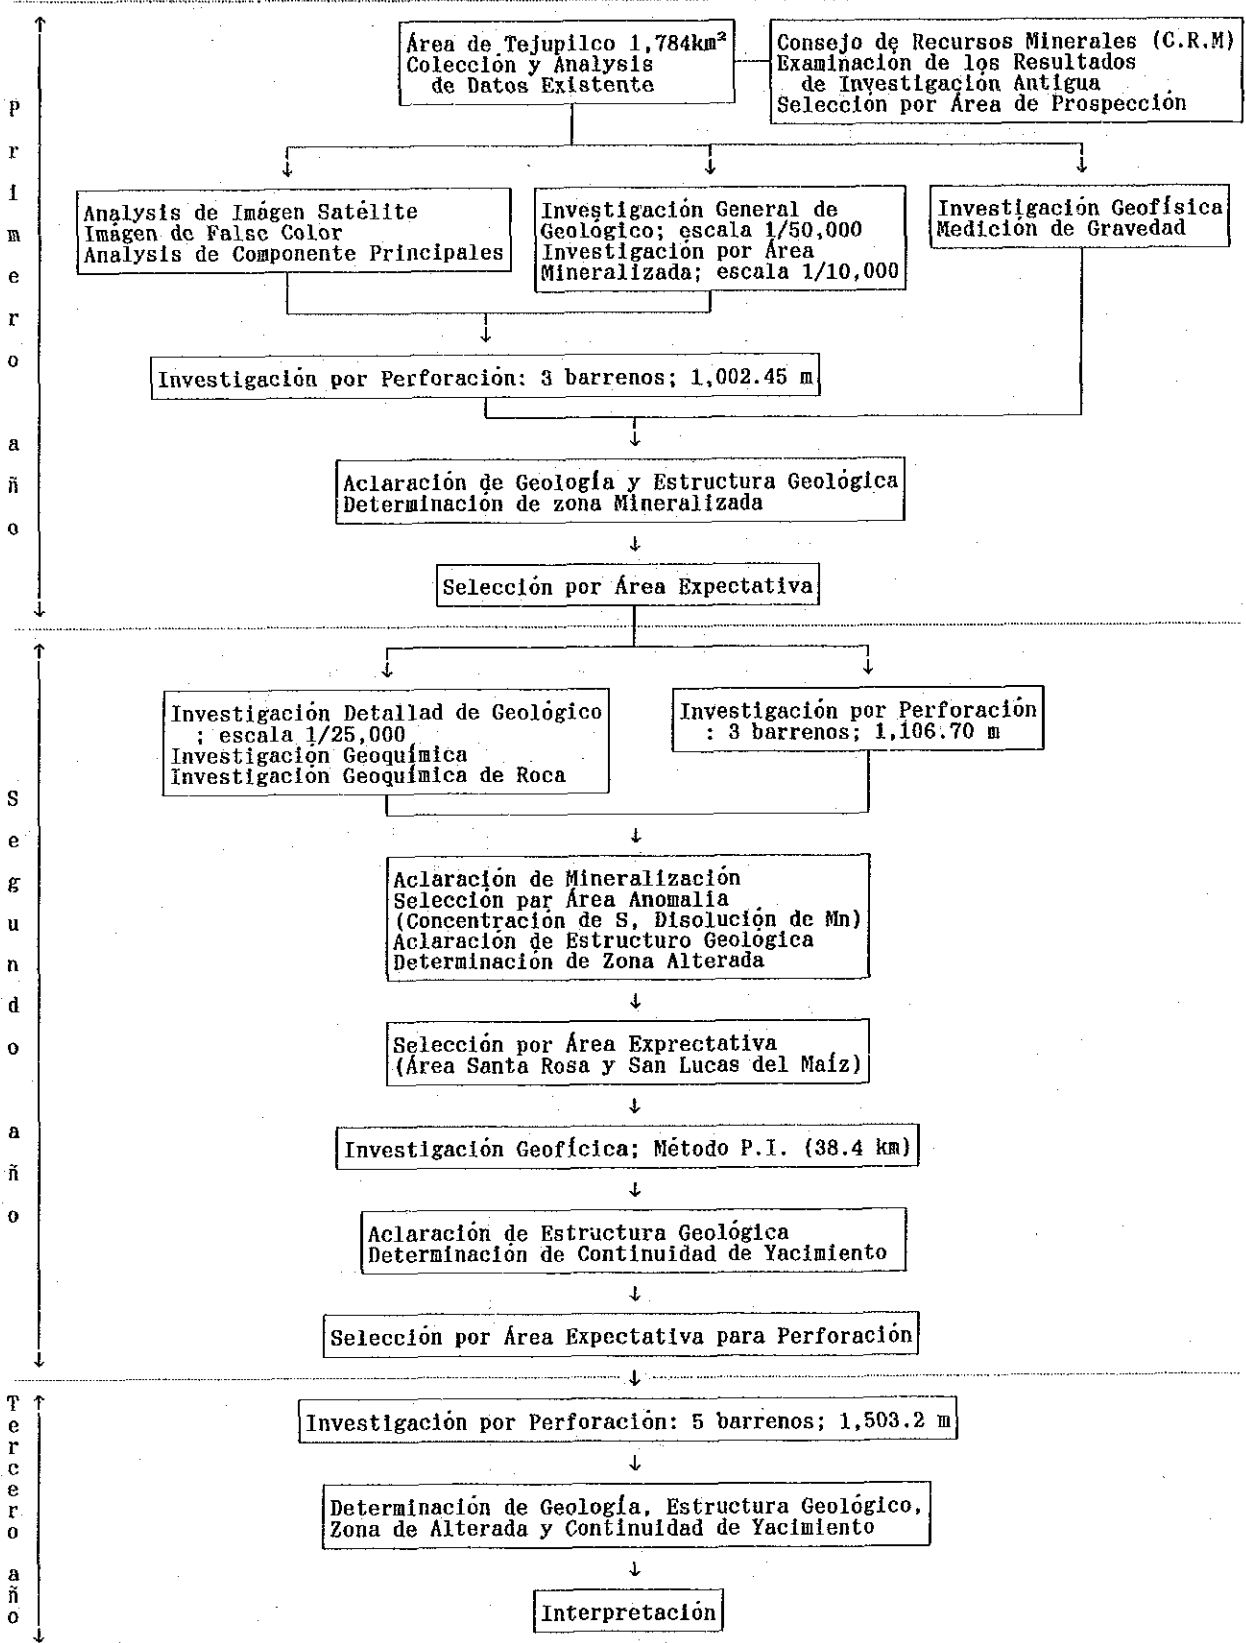 Primero año
Área de Tejupilco 1,784km²
Colección y Analysis
de Datos Existente
Consejo de Recursos Minerales (C.R.M)
Examinación de los Resultados
de Investigación Antigua
Selección por Área de Prospección
Analysis de Imágen Satélite
Imágen de False Color
Analysis de Componente Principales
Investigación General de
Geológico; escala 1/50,000
Investigación por Área
Mineralizada; escala 1/10,000
Investigación Geofísica
Medición de Gravedad
Investigación por Perforación: 3 barrenos; 1,002.45 m
Aclaración de Geología y Estructura Geológica
Determinación de zona Mineralizada
Selección por Área Expectativa
Segundo año
Investigación Detallad de Geológico
; escala 1/25,000
Investigación Geoquímica
Investigación Geoquímica de Roca
Investigación por Perforación
: 3 barrenos; 1,106.70 m
Aclaración de Mineralización
Selección par Área Anomalia
(Concentración de S, Disolución de Mn)
Aclaración de Estructuro Geológica
Determinación de Zona Alterada
Selección por Área Exprectativa
(Área Santa Rosa y San Lucas del Maíz)
Investigación Geofícica; Método P.I. (38.4 km)
Aclaración de Estructura Geológica
Determinación de Continuidad de Yacimiento
Selección por Área Expectativa para Perforación
Tercero año
Investigación por Perforación: 5 barrenos; 1,503.2 m
Determinación de Geología, Estructura Geológico,
Zona de Alterada y Continuidad de Yacimiento
Interpretación